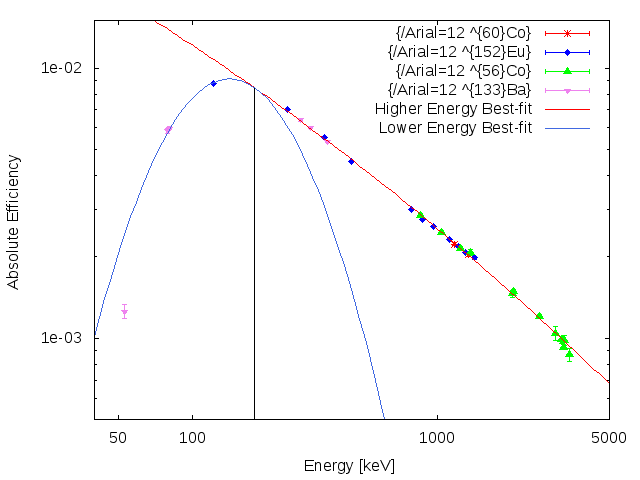 {/Arial=12 ^{60}Co}
{/Arial=12 ^{152}Eu}
{/Arial=12 ^{56}Co}
{/Arial=12 ^{133}Ba}
Higher Energy Best-fit
Lower Energy Best-fit
1e-02
1e-03
Absolute Efficiency
50 100 1000 5000
Energy [keV]